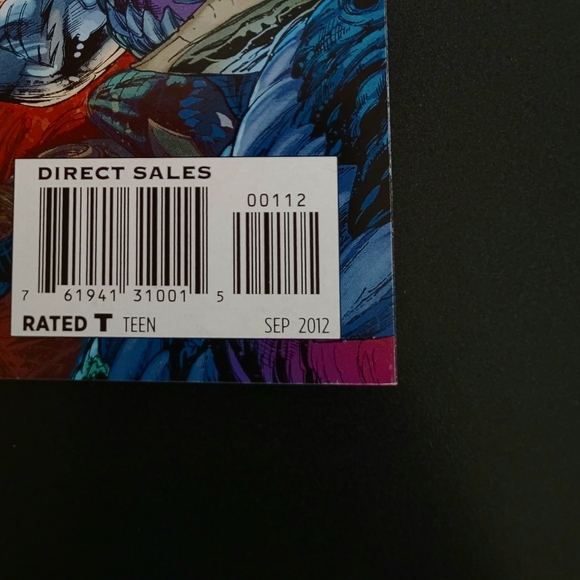 DIRECT SALES
00112
7 61941 31001 5
RATED T TEEN SEP 2012